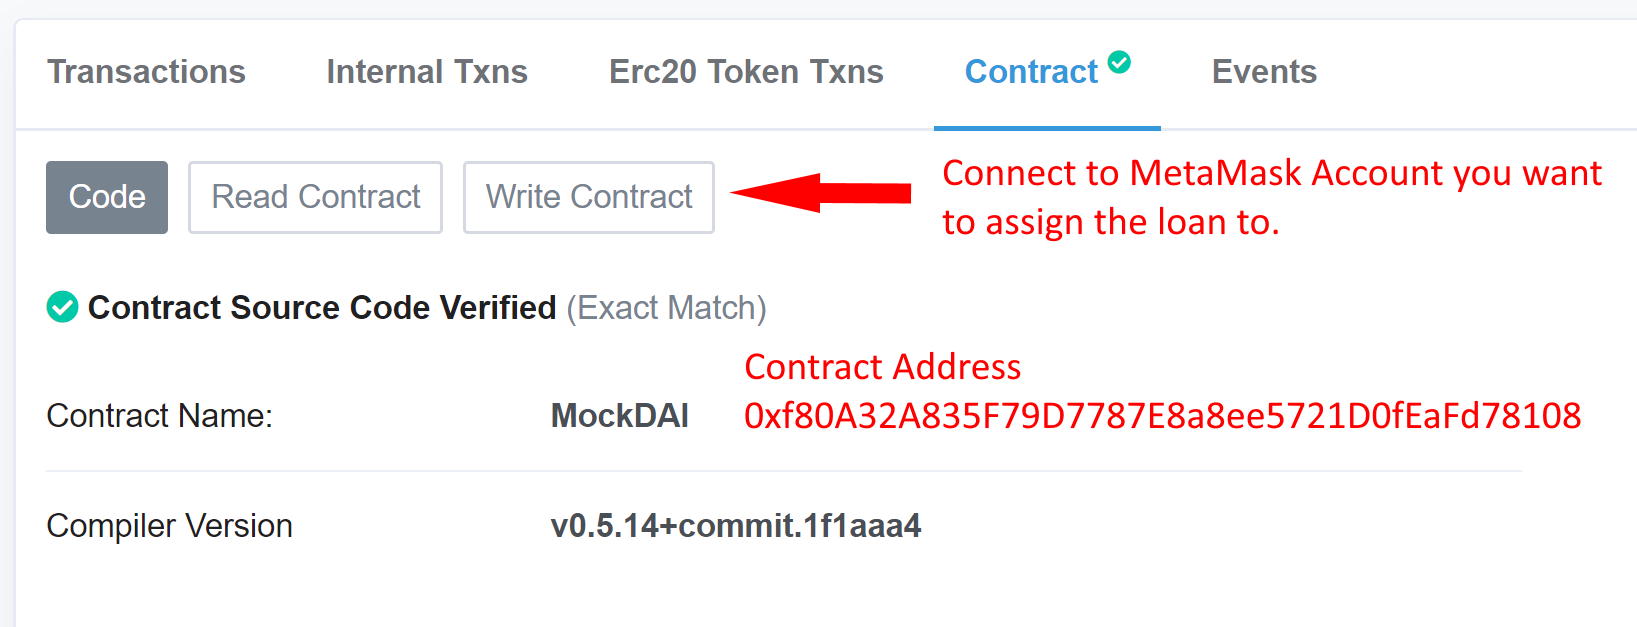 Transactions Internal Txns Erc20 Token Txns Contract Events
Code Read Contract Write Contract
Connect to MetaMask Account you want
to assign the loan to.
Contract Source Code Verified (Exact Match)
Contract Address
Contract Name: MockDAI 0xf80A32A835F79D7787E8a8ee5721D0fEaFd78108
Compiler Version v0.5.14+commit.1f1aaa4